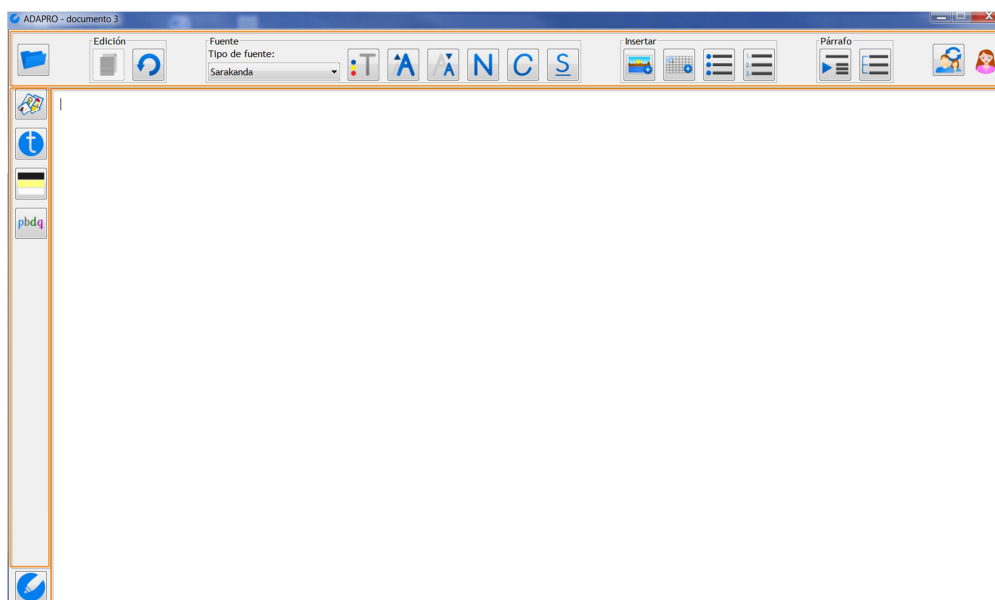 ADAPRO - documento 3
Edición
Fuente
Tipo de fuente:
Sarakanda
T
A
A A
N
C
S
Insertar
Párrafo
t
pbdq